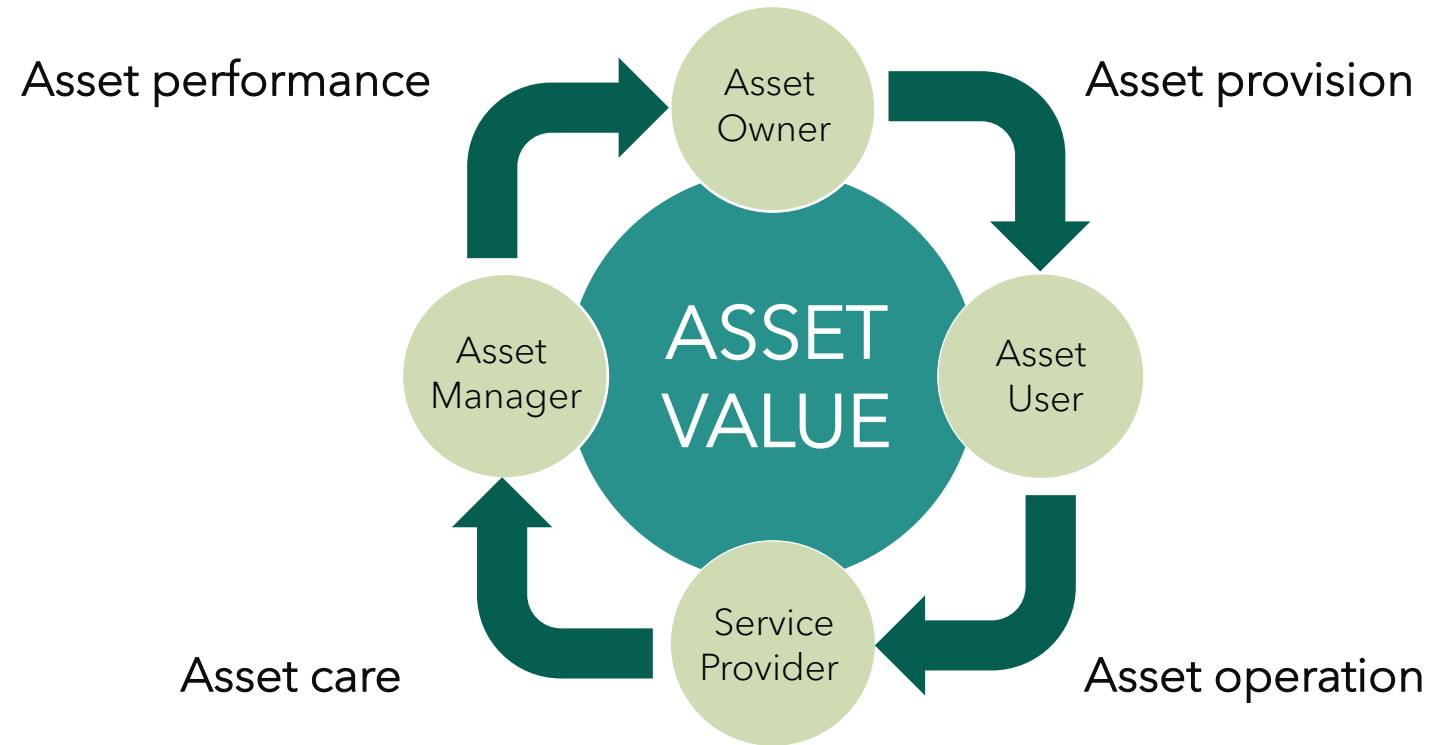 Asset performance
Asset
Owner
Asset provision
Asset
Manager
ASSET
VALUE
Asset
User
Asset care
Service
Provider
Asset operation